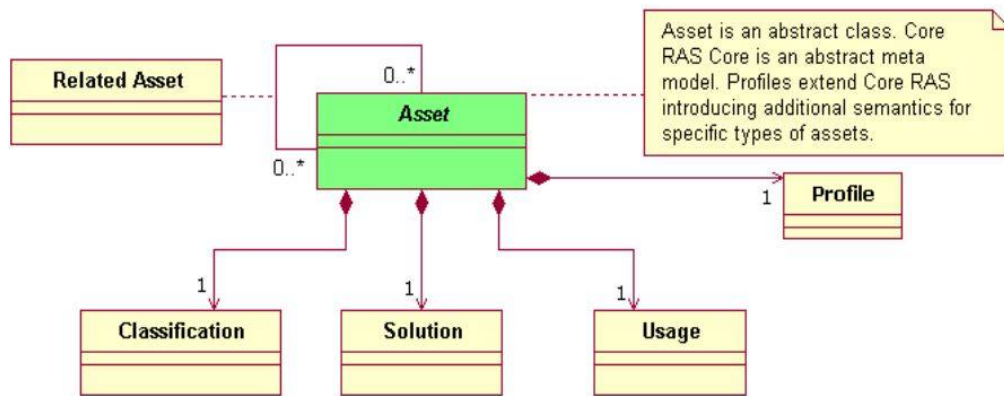 Asset is an abstract class. Core
RAS Core is an abstract meta
model. Profiles extend Core RAS
introducing additional semantics for
specific types of assets.
Related Asset
0..*
Asset
0..*
1
Profile
1
1
1
Classification
Solution
Usage